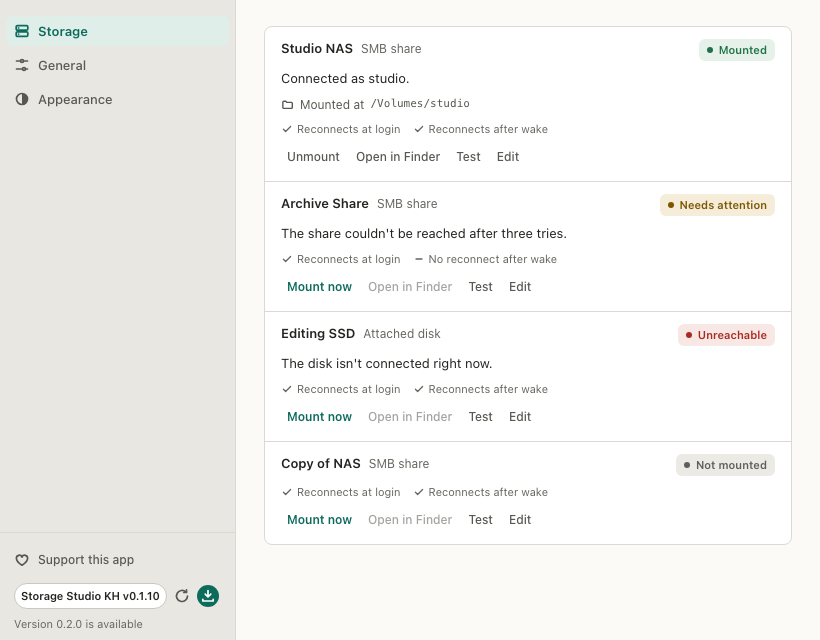 Storage
General
Appearance
Support this app
Storage Studio KH v0.1.10
Version 0.2.0 is available
Studio NAS SMB share Mounted
Connected as studio.
Mounted at /Volumes/studio
Reconnects at login Reconnects after wake
Unmount Open in Finder Test Edit
Archive Share SMB share Needs attention
The share couldn't be reached after three tries.
Reconnects at login No reconnect after wake
Mount now Open in Finder Test Edit
Editing SSD Attached disk Unreachable
The disk isn't connected right now.
Reconnects at login Reconnects after wake
Mount now Open in Finder Test Edit
Copy of NAS SMB share Not mounted
Reconnects at login Reconnects after wake
Mount now Open in Finder Test Edit